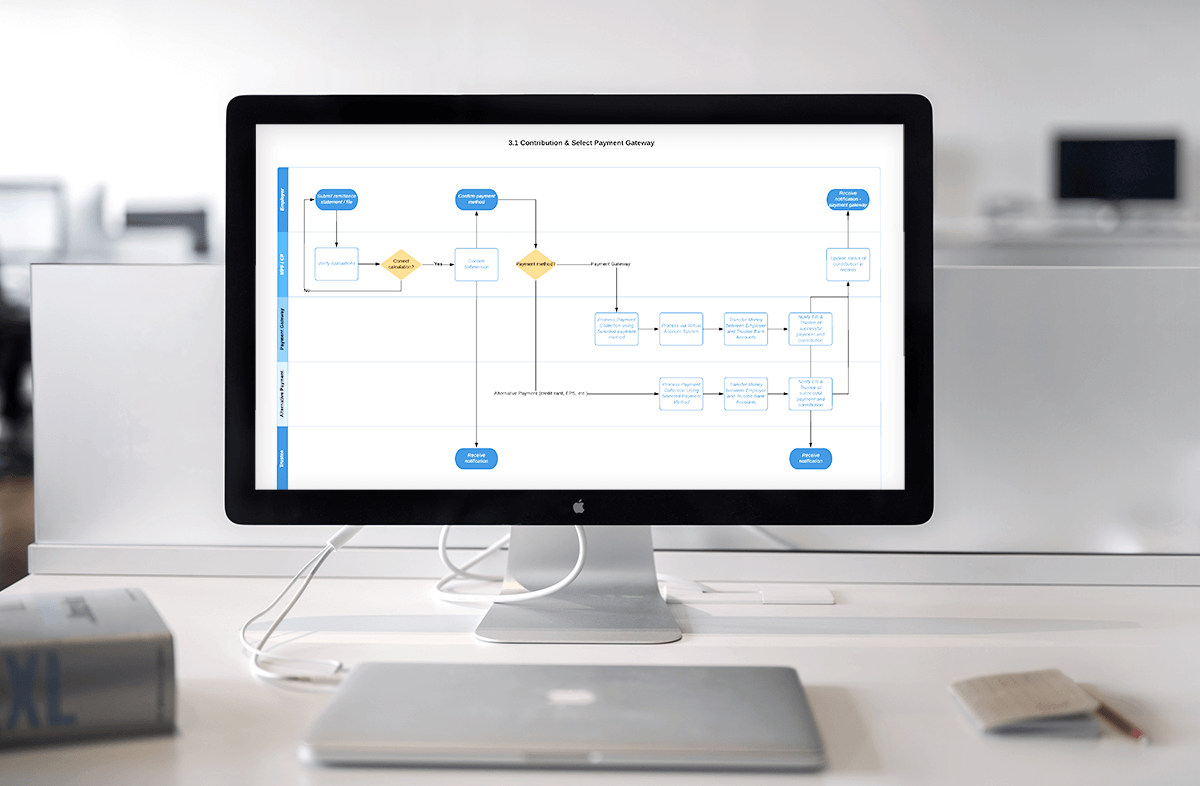 3.1 Contribution & Select Payment Gateway
Employer
Submit remittance
statement / file
Confirm payment
method
Receive
notification -
payment gateway
Correct
calculation?
Yes
No
Confirm
Submission
Payment method?
Payment Gateway
Update status of
contribution in
records
Payment Gateway
Process Payment
Collection Using
Selected payment
method
Process via Virtual
Account System
Transfer Money
between Employer
and Trustee Bank
Accounts
Notify ER &
Trustee of
successful
payment and
contribution
Alternative Payment
Alternative Payment (credit card, EPS, etc.)
Process Payment
Collection Using
Selected Payment
Method
Transfer Money
between Employer
and Trustee Bank
Accounts
Notify ER &
Trustee of
successful
payment and
contribution
Trustee
Receive
notification
Receive
notification
XL